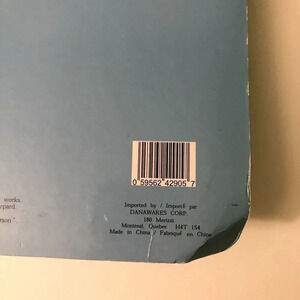 0 59562 42905 7
works.
Imported by / Importé par
DANAWARES CORP.
180 Merizzi
Montreal, Quebec H4T 1S4
Made in China / Fabriqué en Chine